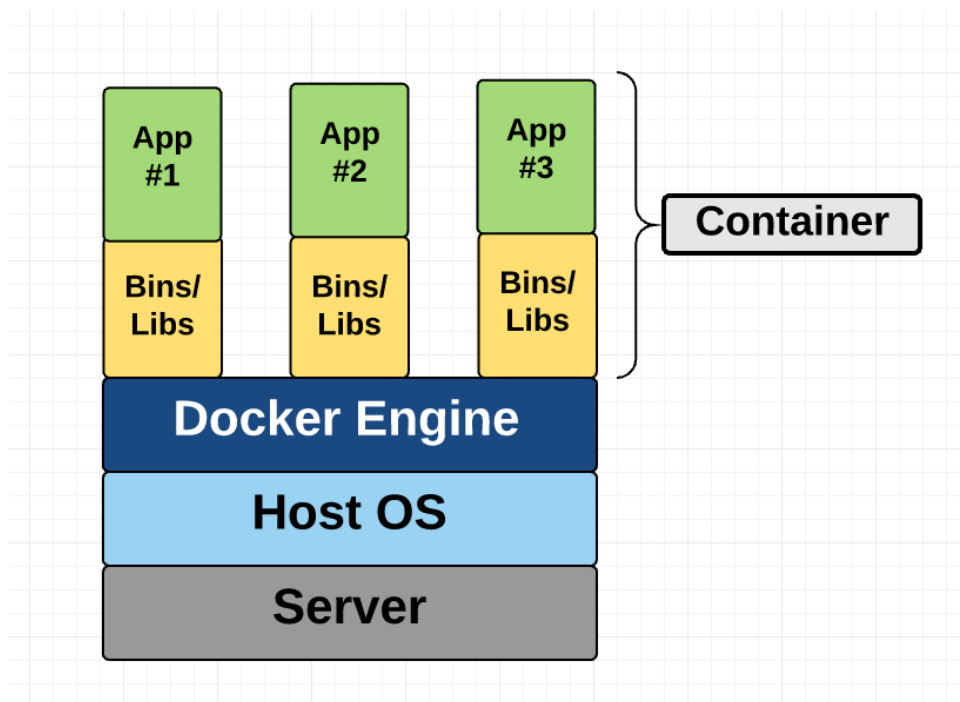 App
#1
App
#2
App
#3
Container
Bins/
Libs
Bins/
Libs
Bins/
Libs
Docker Engine
Host OS
Server